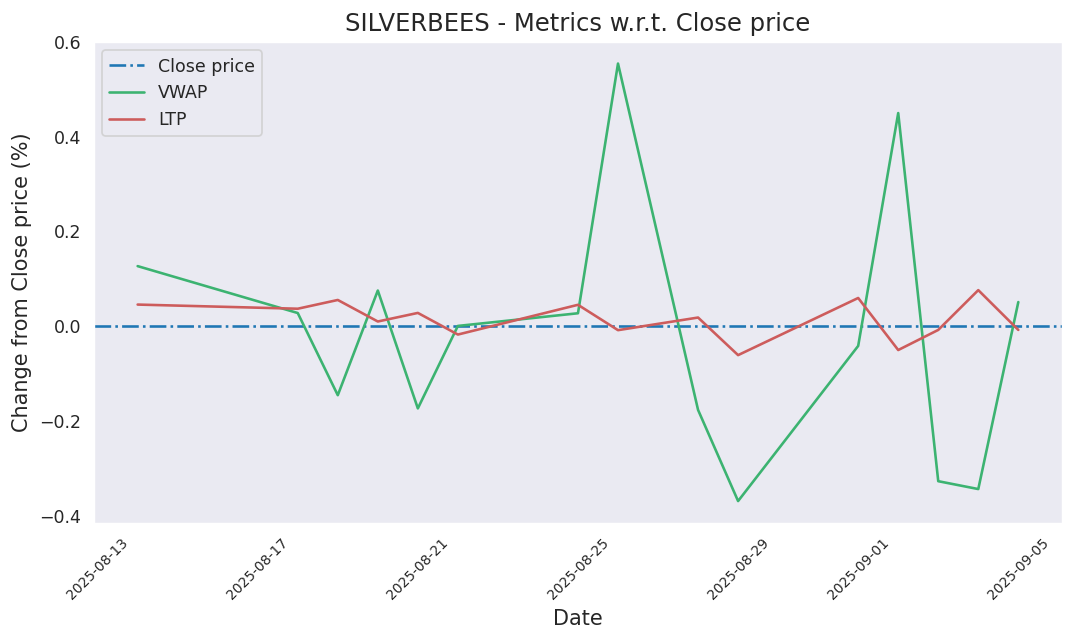 SILVERBEES - Metrics w.r.t. Close price
Close price
VWAP
LTP
Change from Close price (%)
0.6
0.4
0.2
0.0
−0.2
−0.4
2025-08-13
2025-08-17
2025-08-21
2025-08-25
2025-08-29
2025-09-01
2025-09-05
Date